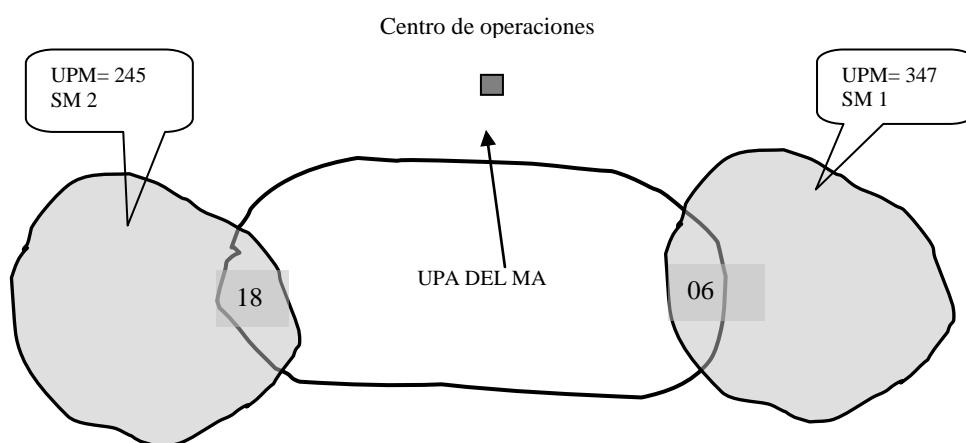 Centro de operaciones
UPM= 245
SM 2
UPM= 347
SM 1
UPA DEL MA
18
06